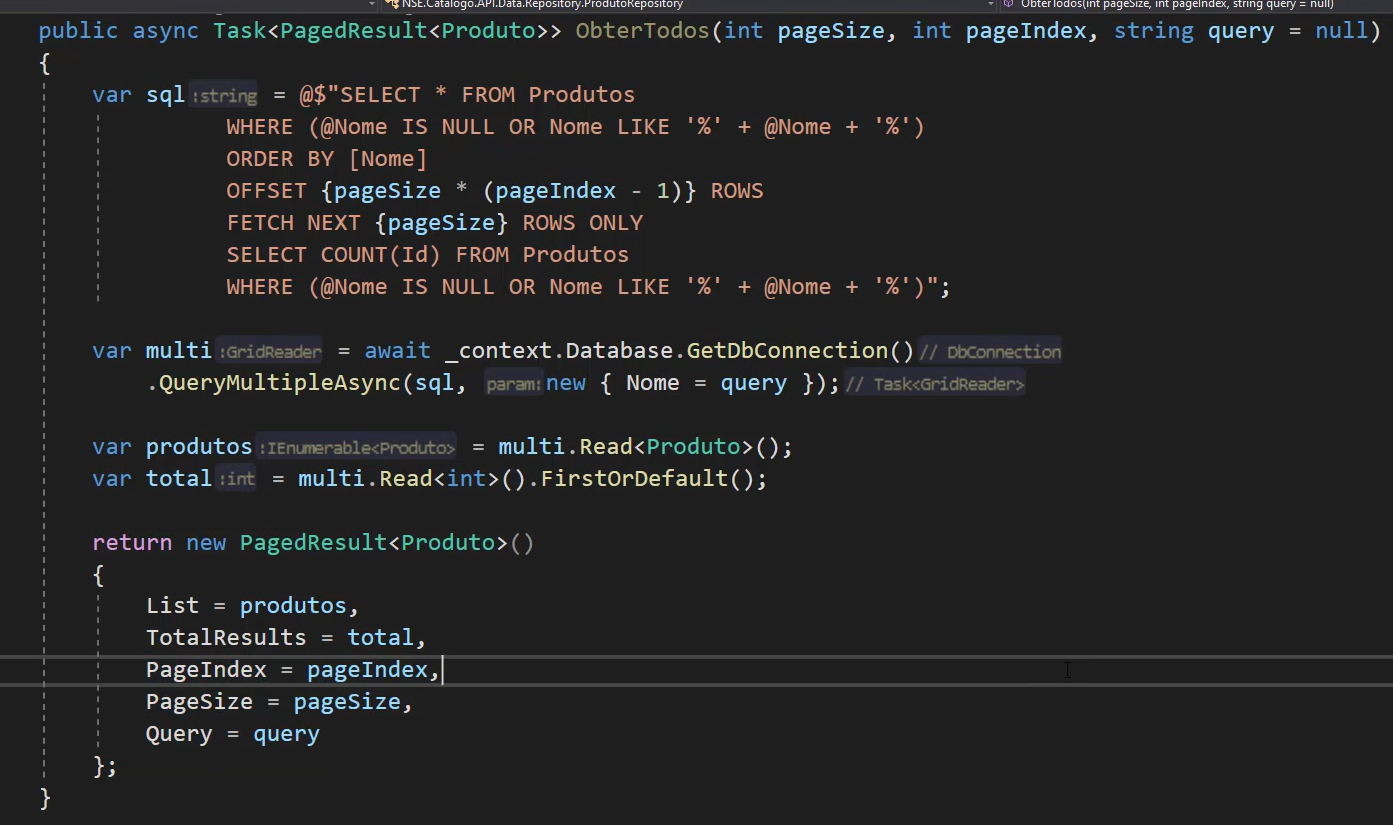 NSE.Catalogo.API.Data.Repository.ProdutoRepository ObterTodos(int pageSize, int pageIndex, string query = null)
public async Task<PagedResult<Produto>> ObterTodos(int pageSize, int pageIndex, string query = null)
{
var sql :string = @$"SELECT * FROM Produtos
WHERE (@Nome IS NULL OR Nome LIKE '%' + @Nome + '%')
ORDER BY [Nome]
OFFSET {pageSize * (pageIndex - 1)} ROWS
FETCH NEXT {pageSize} ROWS ONLY
SELECT COUNT(Id) FROM Produtos
WHERE (@Nome IS NULL OR Nome LIKE '%' + @Nome + '%')";
var multi :GridReader = await _context.Database.GetDbConnection() // DbConnection
.QueryMultipleAsync(sql, param: new { Nome = query }); // Task<GridReader>
var produtos :IEnumerable<Produto> = multi.Read<Produto>();
var total :int = multi.Read<int>().FirstOrDefault();
return new PagedResult<Produto>()
{
List = produtos,
TotalResults = total,
PageIndex = pageIndex,
PageSize = pageSize,
Query = query
};
}